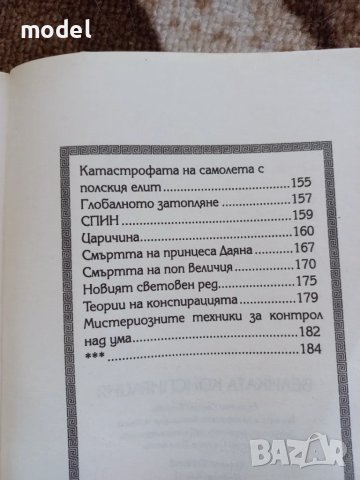 model
Катастрофата на самолета с
полския елит..............................155
Глобалното затопляне................157
СПИН.......................................159
Царичина..................................160
Смъртта на принцеса Даяна........167
Смъртта на поп величия.............170
Новият световен ред..................175
Теории на конспирацията...........179
Мистериозните техники за контрол
над ума....................................182
***............................................184
BAZAR